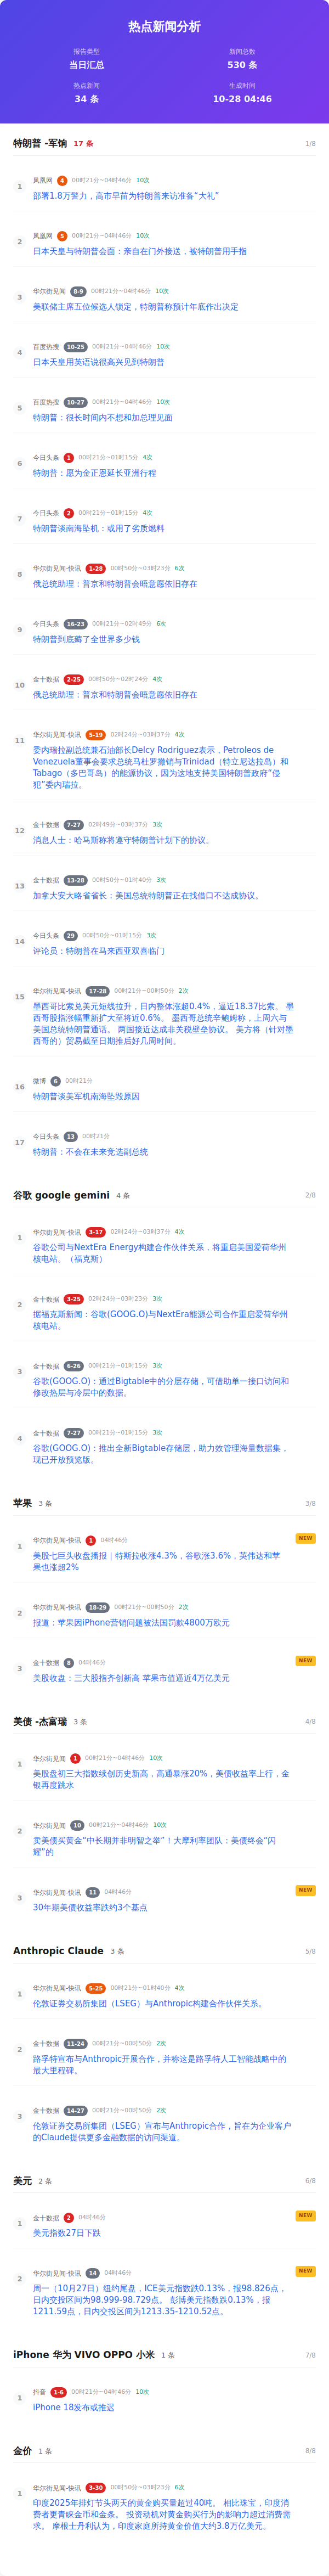 热点新闻分析
报告类型
当日汇总
新闻总数
530 条
热点新闻
34 条
生成时间
10-28 04:46
特朗普 -军饷 17 条 1/8
1
凤凰网 4 00时21分~04时46分 10次
部署1.8万警力，高市早苗为特朗普来访准备“大礼”
2
凤凰网 5 00时21分~04时46分 10次
日本天皇与特朗普会面：亲自在门外接送，被特朗普用手指
3
华尔街见闻 8-9 00时21分~04时46分 10次
美联储主席五位候选人锁定，特朗普称预计年底作出决定
4
百度热搜 10-25 00时21分~04时46分 10次
日本天皇用英语说很高兴见到特朗普
5
百度热搜 10-27 00时21分~04时46分 10次
特朗普：很长时间内不想和加总理见面
6
今日头条 1 00时21分~01时15分 4次
特朗普：愿为金正恩延长亚洲行程
7
今日头条 2 00时21分~01时15分 4次
特朗普谈南海坠机：或用了劣质燃料
8
华尔街见闻-快讯 1-28 00时50分~03时23分 6次
俄总统助理：普京和特朗普会晤意愿依旧存在
9
今日头条 16-23 00时21分~02时49分 6次
特朗普到底薅了全世界多少钱
10
金十数据 2-25 00时50分~02时24分 4次
俄总统助理：普京和特朗普会晤意愿依旧存在
11
华尔街见闻-快讯 5-19 02时24分~03时37分 4次
委内瑞拉副总统兼石油部长Delcy Rodriguez表示，Petroleos de
Venezuela董事会要求总统马杜罗撤销与Trinidad（特立尼达拉岛）和
Tabago（多巴哥岛）的能源协议，因为这地支持美国特朗普政府“侵
犯”委内瑞拉。
12
金十数据 7-27 02时49分~03时37分 3次
消息人士：哈马斯称将遵守特朗普计划下的协议。
13
金十数据 13-28 00时50分~01时40分 3次
加拿大安大略省省长：美国总统特朗普正在找借口不达成协议。
14
今日头条 29 00时50分~01时15分 3次
评论员：特朗普在马来西亚双喜临门
15
华尔街见闻-快讯 17-28 00时21分~00时50分 2次
墨西哥比索兑美元短线拉升，日内整体涨超0.4%，逼近18.37比索。 墨
西哥股指涨幅重新扩大至将近0.6%。 墨西哥总统辛鲍姆称，上周六与
美国总统特朗普通话。 两国接近达成非关税壁垒协议。 美方将（针对墨
西哥的）贸易截至日期推后好几周时间。
16
微博 6 00时21分
特朗普谈美军机南海坠毁原因
17
今日头条 13 00时21分
特朗普：不会在未来竞选副总统
谷歌 google gemini 4 条 2/8
1
华尔街见闻-快讯 3-17 02时24分~03时37分 4次
谷歌公司与NextEra Energy构建合作伙伴关系，将重启美国爱荷华州
核电站。（福克斯）
2
金十数据 3-25 02时24分~03时23分 3次
据福克斯新闻：谷歌(GOOG.O)与NextEra能源公司合作重启爱荷华州
核电站。
3
金十数据 6-26 00时21分~01时15分 3次
谷歌(GOOG.O)：通过Bigtable中的分层存储，可借助单一接口访问和
修改热层与冷层中的数据。
4
金十数据 7-27 00时21分~01时15分 3次
谷歌(GOOG.O)：推出全新Bigtable存储层，助力效管理海量数据集，
现已开放预览版。
苹果 3 条 3/8
1
华尔街见闻-快讯 1 04时46分 NEW
美股七巨头收盘播报｜特斯拉收涨4.3%，谷歌涨3.6%，英伟达和苹
果也涨超2%
2
华尔街见闻-快讯 18-29 00时21分~00时50分 2次
报道：苹果因iPhone营销问题被法国罚款4800万欧元
3
金十数据 8 04时46分 NEW
美股收盘：三大股指齐创新高 苹果市值逼近4万亿美元
美债 -杰富瑞 3 条 4/8
1
华尔街见闻 1 00时21分~04时46分 10次
美股盘初三大指数续创历史新高，高通暴涨20%，美债收益率上行，金
银再度跳水
2
华尔街见闻 10 00时21分~04时46分 10次
卖美债买黄金“中长期并非明智之举”！大摩利率团队：美债终会“闪
耀”的
3
华尔街见闻-快讯 11 04时46分 NEW
30年期美债收益率跌约3个基点
Anthropic Claude 3 条 5/8
1
华尔街见闻-快讯 5-25 00时21分~01时40分 4次
伦敦证券交易所集团（LSEG）与Anthropic构建合作伙伴关系。
2
金十数据 11-24 00时21分~00时50分 2次
路孚特宣布与Anthropic开展合作，并称这是路孚特人工智能战略中的
最大里程碑。
3
金十数据 14-27 00时21分~00时50分 2次
伦敦证券交易所集团（LSEG）宣布与Anthropic合作，旨在为企业客户
的Claude提供更多金融数据的访问渠道。
美元 2 条 6/8
1
金十数据 2 04时46分 NEW
美元指数27日下跌
2
华尔街见闻-快讯 14 04时46分 NEW
周一（10月27日）纽约尾盘，ICE美元指数跌0.13%，报98.826点，
日内交投区间为98.999-98.729点。 彭博美元指数跌0.13%，报
1211.59点，日内交投区间为1213.35-1210.52点。
iPhone 华为 VIVO OPPO 小米 1 条 7/8
1
抖音 1-6 00时21分~04时46分 10次
iPhone 18发布或推迟
金价 1 条 8/8
1
华尔街见闻-快讯 3-30 00时50分~03时23分 6次
印度2025年排灯节头两天的黄金购买量超过40吨。 相比珠宝，印度消
费者更青睐金币和金条。 投资动机对黄金购买行为的影响力超过消费需
求。 摩根士丹利认为，印度家庭所持黄金价值大约3.8万亿美元。